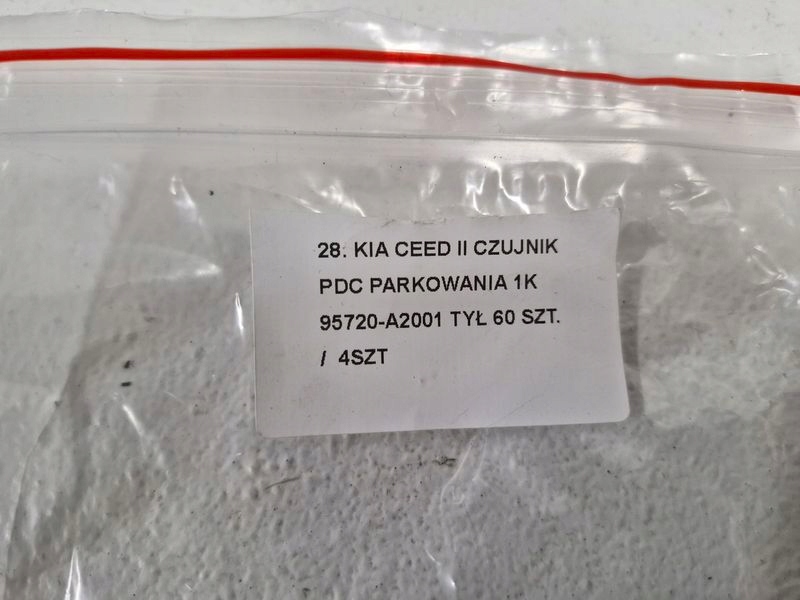 28. KIA CEED II CZUJNIK
PDC PARKOWANIA 1K
95720-A2001 TYŁ 60 SZT.
/ 4SZT